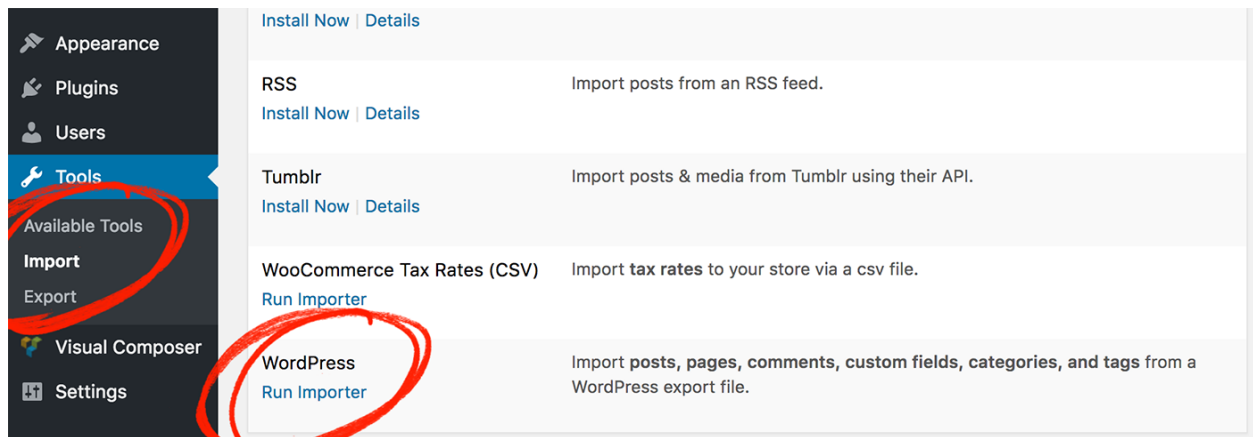 Appearance
Plugins
Users
Tools
Available Tools
Import
Export
Visual Composer
Settings
Install Now | Details
RSS
Import posts from an RSS feed.
Install Now | Details
Tumblr
Import posts & media from Tumblr using their API.
Install Now | Details
WooCommerce Tax Rates (CSV)
Import tax rates to your store via a csv file.
Run Importer
WordPress
Import posts, pages, comments, custom fields, categories, and tags from a
WordPress export file.
Run Importer